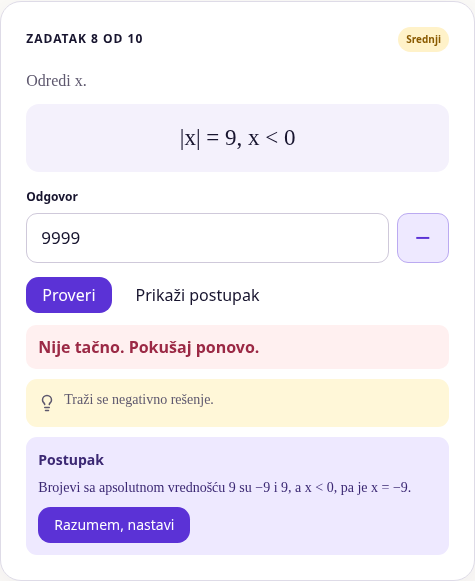 ZADATAK 8 OD 10
Srednji
Odredi x.
|x| = 9, x < 0
Odgovor
9999
−
Proveri
Prikaži postupak
Nije tačno. Pokušaj ponovo.
Traži se negativno rešenje.
Postupak
Brojevi sa apsolutnom vrednošću 9 su −9 i 9, a x < 0, pa je x = −9.
Razumem, nastavi